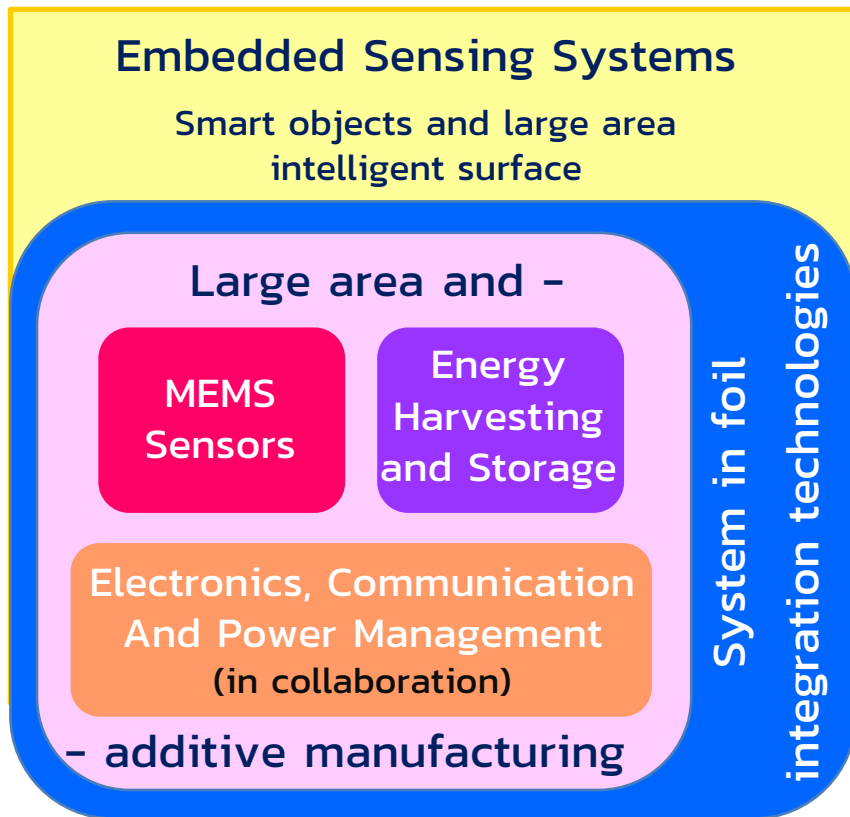 Embedded Sensing Systems
Smart objects and large area
intelligent surface
Large area and -
MEMS
Sensors
Energy
Harvesting
and Storage
Electronics, Communication
And Power Management
(in collaboration)
- additive manufacturing
System in foil
integration technologies